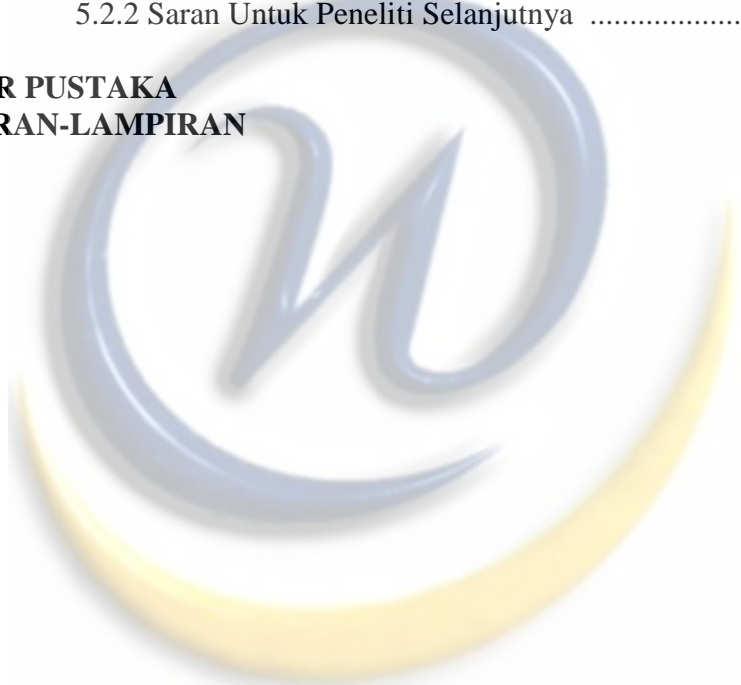 5.2.2 Saran Untuk Peneliti Selanjutnya ...................
R PUSTAKA
RAN-LAMPIRAN